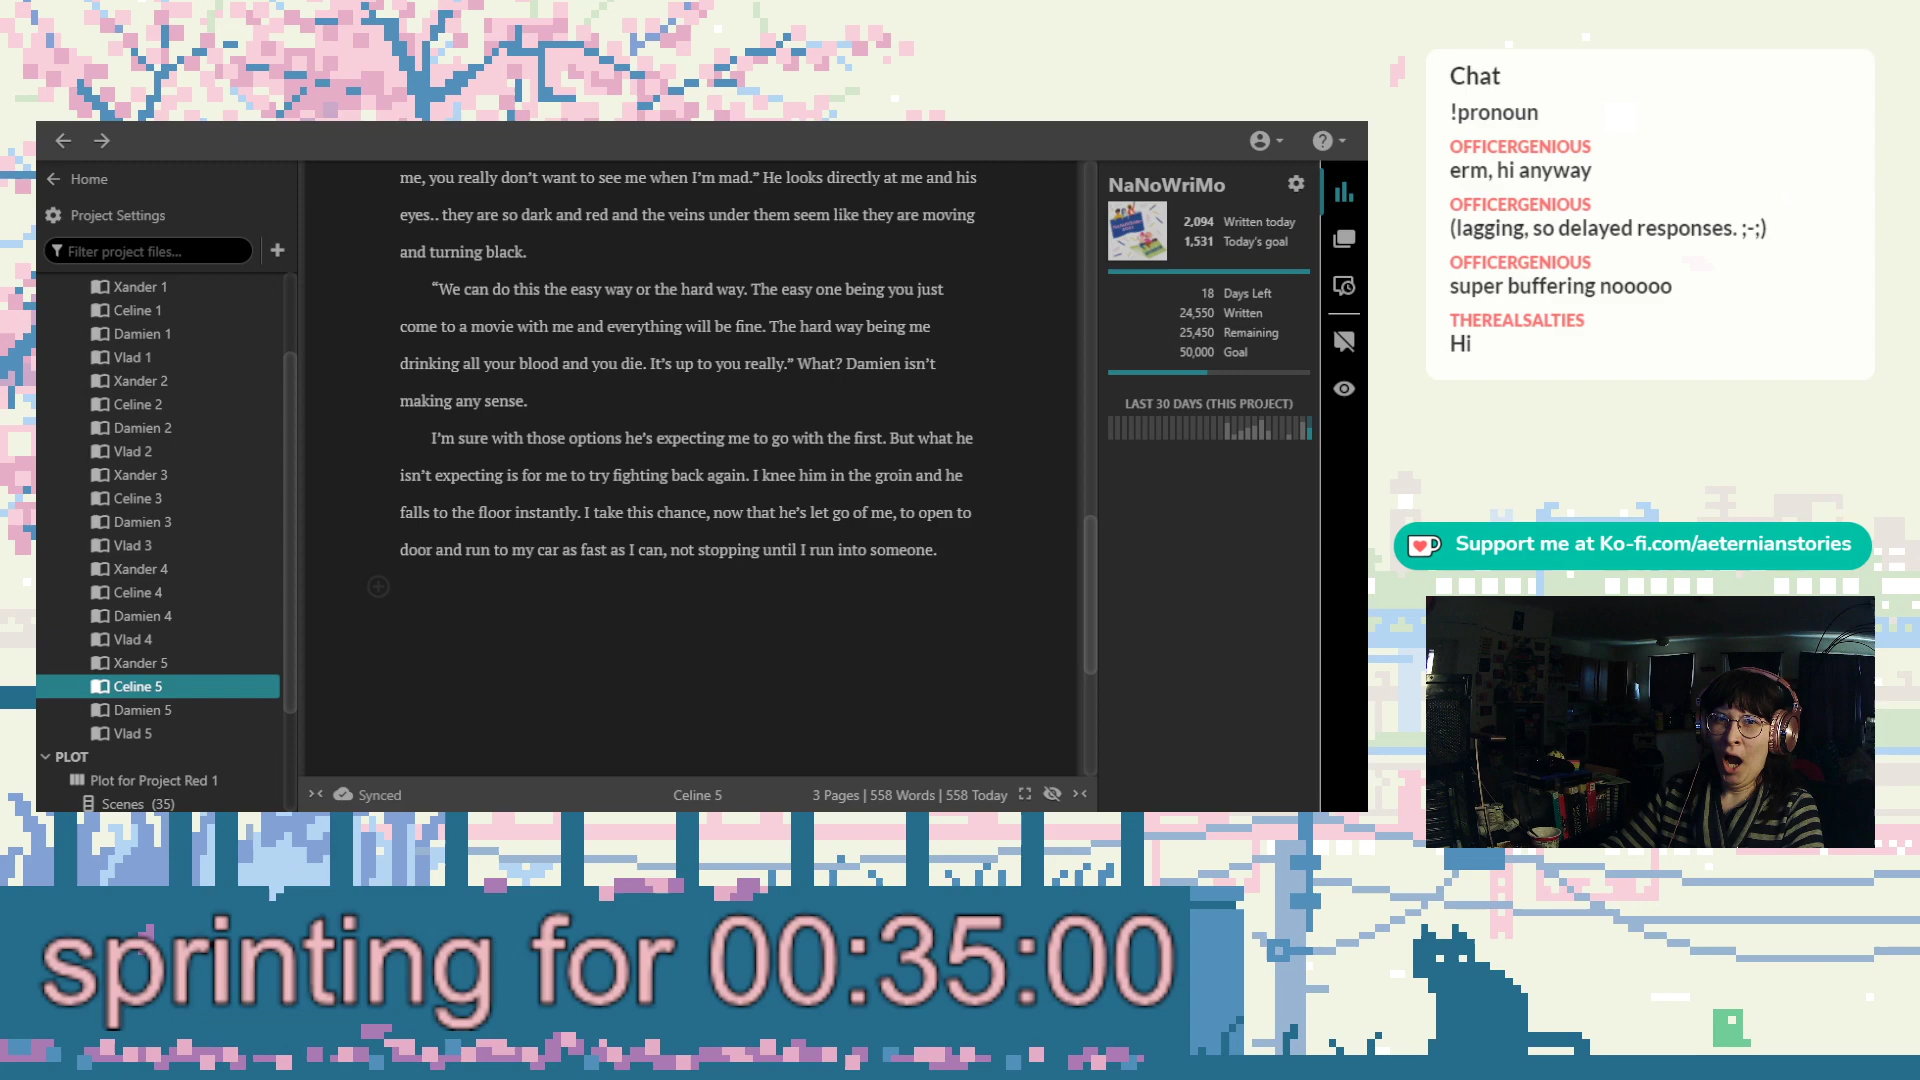 Home
Project Settings
Filter project files...
Xander 1
Celine 1
Damien 1
Vlad 1
Xander 2
Celine 2
Damien 2
Vlad 2
Xander 3
Celine 3
Damien 3
Vlad 3
Xander 4
Celine 4
Damien 4
Vlad 4
Xander 5
Celine 5
Damien 5
Vlad 5
PLOT
Plot for Project Red 1
Scenes (35)
me, you really don’t want to see me when I’m mad.” He looks directly at me and his
eyes.. they are so dark and red and the veins under them seem like they are moving
and turning black.
“We can do this the easy way or the hard way. The easy one being you just
come to a movie with me and everything will be fine. The hard way being me
drinking all your blood and you die. It’s up to you really.” What? Damien isn’t
making any sense.
I’m sure with those options he’s expecting me to go with the first. But what he
isn’t expecting is for me to try fighting back again. I knee him in the groin and he
falls to the floor instantly. I take this chance, now that he’s let go of me, to open to
door and run to my car as fast as I can, not stopping until I run into someone.
Synced
Celine 5
3 Pages | 558 Words | 558 Today
NaNoWriMo
2,094 Written today
1,531 Today's goal
18 Days Left
24,550 Written
25,450 Remaining
50,000 Goal
LAST 30 DAYS (THIS PROJECT)
Chat
!pronoun
OFFICERGENIOUS
erm, hi anyway
OFFICERGENIOUS
(lagging, so delayed responses. ;-;)
OFFICERGENIOUS
super buffering nooooo
THEREALSALTIES
Hi
Support me at Ko-fi.com/aeternianstories
sprinting for 00:35:00